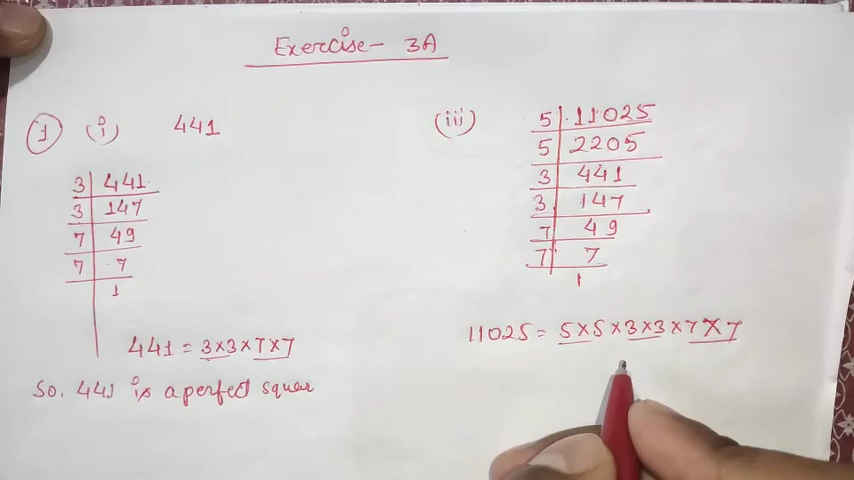 Exercise - 3A
1 (i) 441
3 | 441
3 | 147
7 | 49
7 | 7
1
441 = 3×3×7×7
So. 441 is a perfect squar
(iii)
5 | 11025
5 | 2205
3 | 441
3 | 147
7 | 49
7 | 7
1
11025 = 5×5×3×3×7×7